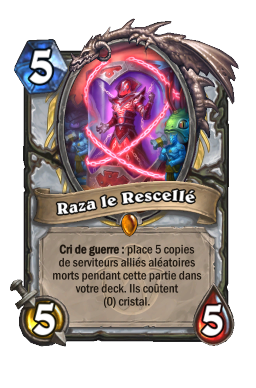 5
Raza le Rescellé
Cri de guerre : place 5 copies
de serviteurs alliés aléatoires
morts pendant cette partie dans
votre deck. Ils coûtent
(0) cristal.
5
5